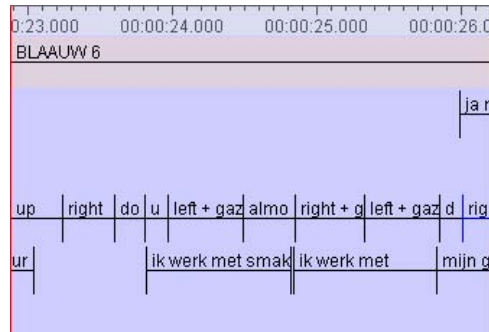 0:23.000 00:00:24.000 00:00:25.000 00:00:26.0
BLAAUW 6
ja r
up right do u left + gaz almo right + g left + gaz d rig
ur ik werk met smak ik werk met mijn g